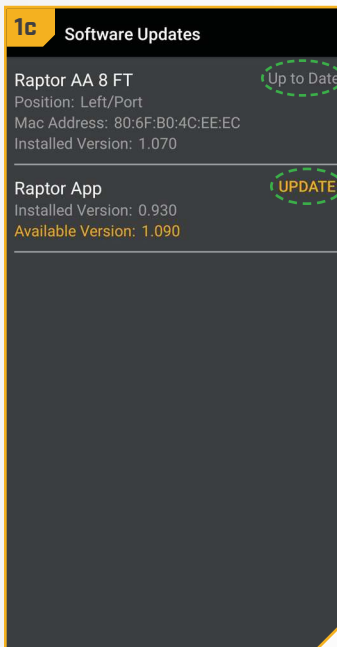 1c
Software Updates
Raptor AA 8 FT
Up to Date
Position: Left/Port
Mac Address: 80:6F:B0:4C:EE:EC
Installed Version: 1.070
Raptor App
UPDATE
Installed Version: 0.930
Available Version: 1.090